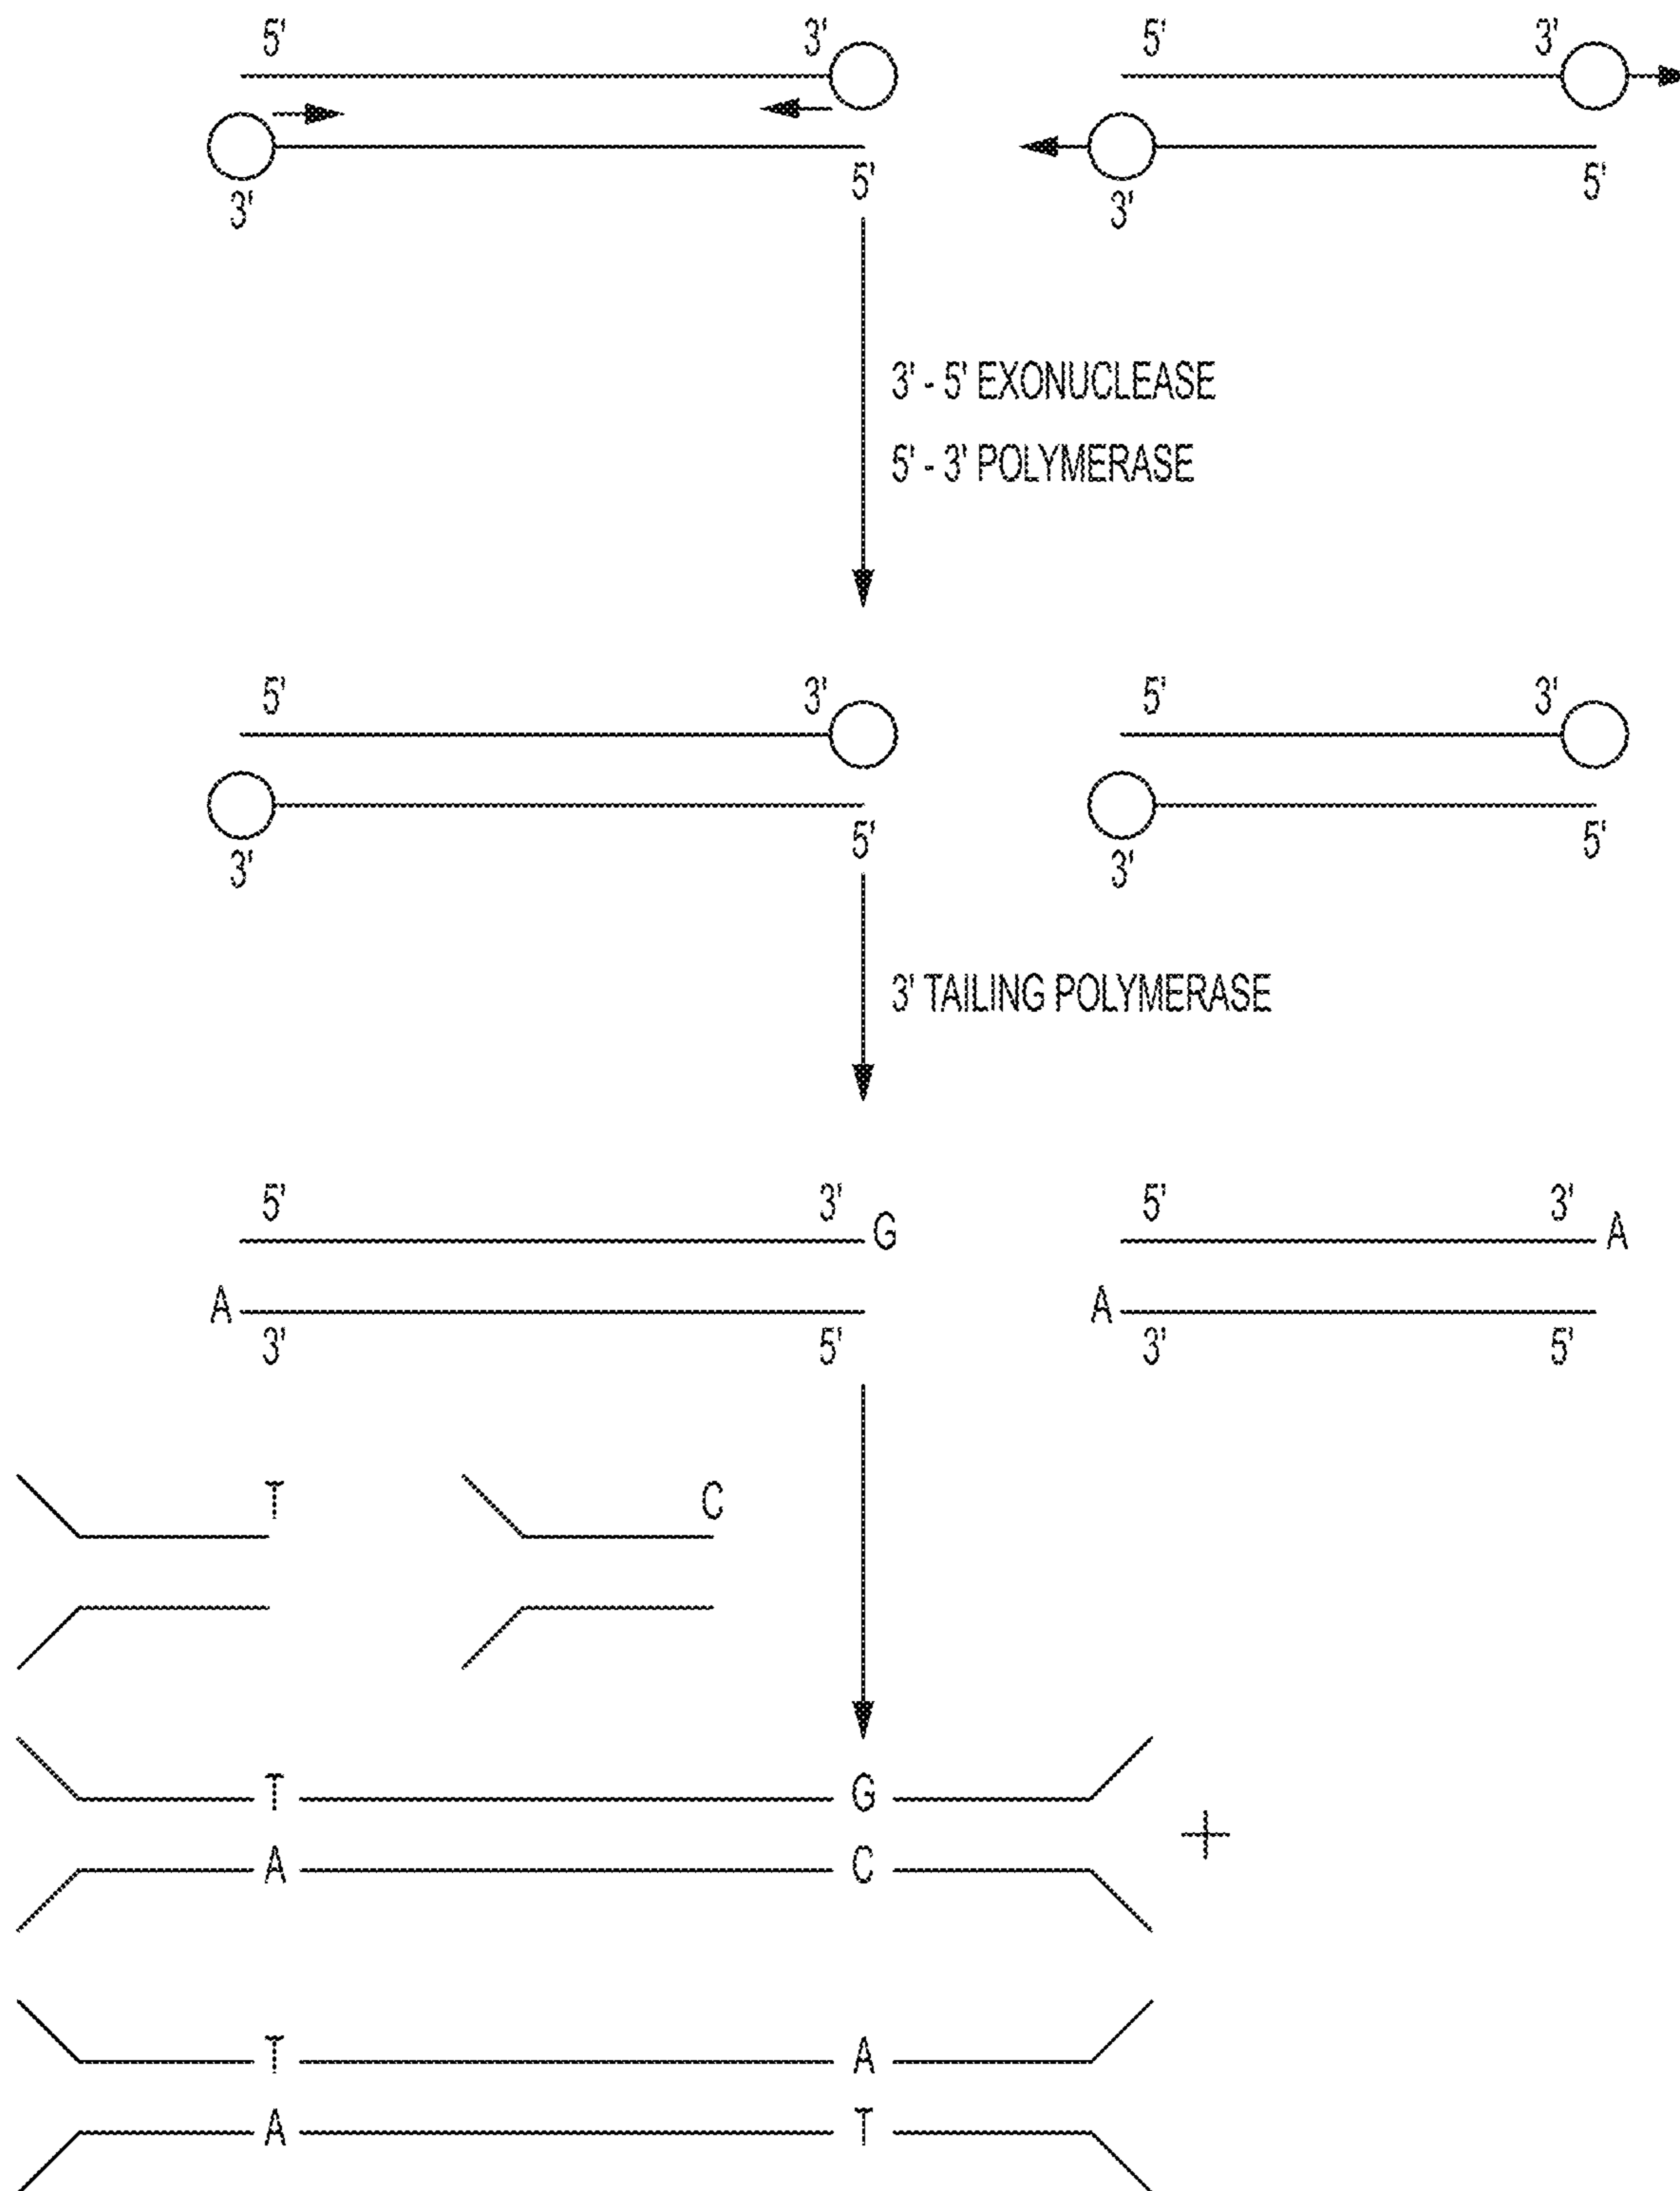 5' 3' 5' 3'
3' 5' 3' 5'
3' - 5' EXONUCLEASE
5' - 3' POLYMERASE
5' 3' 5' 3'
3' 5' 3' 5'
3' TAILING POLYMERASE
5' 3' G 5' 3' A
A A
3' 5' 3' 5'
T C
T G
+
A C
T A
A T